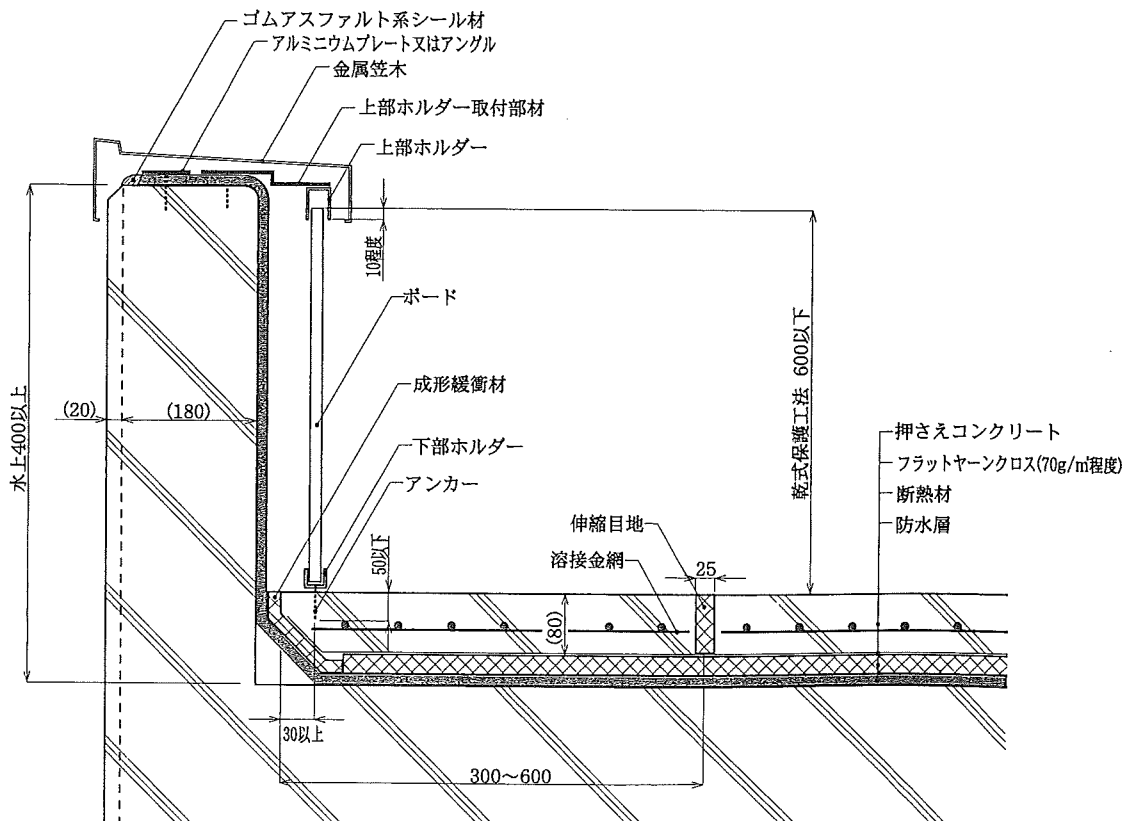 ゴムアスファルト系シール材
アルミニウムプレート又はアングル
金属笠木
上部ホルダー取付部材
上部ホルダー
10程度
ボード
乾式保護工法 600以下
成形緩衝材
水上400以上
(20)
(180)
下部ホルダー
アンカー
押さえコンクリート
フラットヤーンクロス(70g/㎡程度)
断熱材
防水層
伸縮目地
溶接金網
25
50以下
(80)
30以上
300〜600